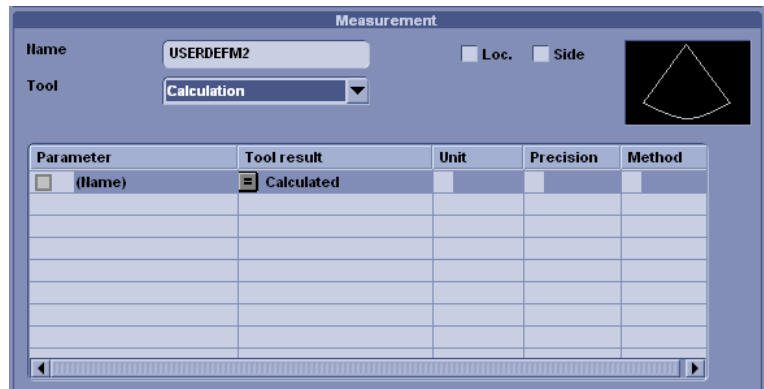 Measurement
Name USERDEFM2 Loc. Side
Tool Calculation
Parameter Tool result Unit Precision Method
(Name) = Calculated